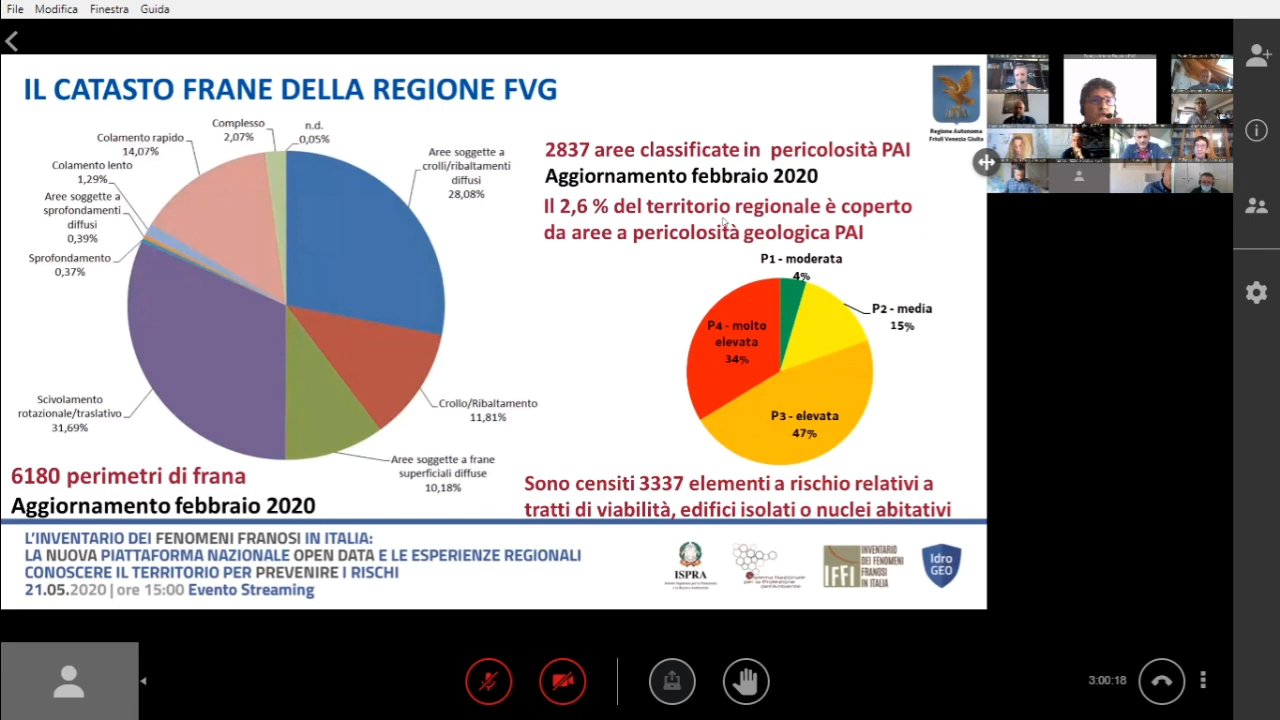 File Modifica Finestra Guida
IL CATASTO FRANE DELLA REGIONE FVG
Regione Autonoma
Friuli Venezia Giulia
Complesso
2,07%
n.d.
0,05%
Colamento rapido
14,07%
Colamento lento
1,29%
Aree soggette a
sprofondamenti
diffusi
0,39%
Sprofondamento
0,37%
Aree soggette a
crolli/ribaltamenti
diffusi
28,08%
Scivolamento
rotazionale/traslativo
31,69%
Crollo/Ribaltamento
11,81%
Aree soggette a frane
superficiali diffuse
10,18%
6180 perimetri di frana
Aggiornamento febbraio 2020
2837 aree classificate in pericolosità PAI
Aggiornamento febbraio 2020
Il 2,6 % del territorio regionale è coperto
da aree a pericolosità geologica PAI
P1 - moderata
4%
P2 - media
15%
P4 - molto
elevata
34%
P3 - elevata
47%
Sono censiti 3337 elementi a rischio relativi a
tratti di viabilità, edifici isolati o nuclei abitativi
L'INVENTARIO DEI FENOMENI FRANOSI IN ITALIA:
LA NUOVA PIATTAFORMA NAZIONALE OPEN DATA E LE ESPERIENZE REGIONALI
CONOSCERE IL TERRITORIO PER PREVENIRE I RISCHI
21.05.2020 | ore 15:00 Evento Streaming
ISPRA
IFFI
INVENTARIO
DEI FENOMENI
FRANOSI
IN ITALIA
Idro
GEO
3:00:18